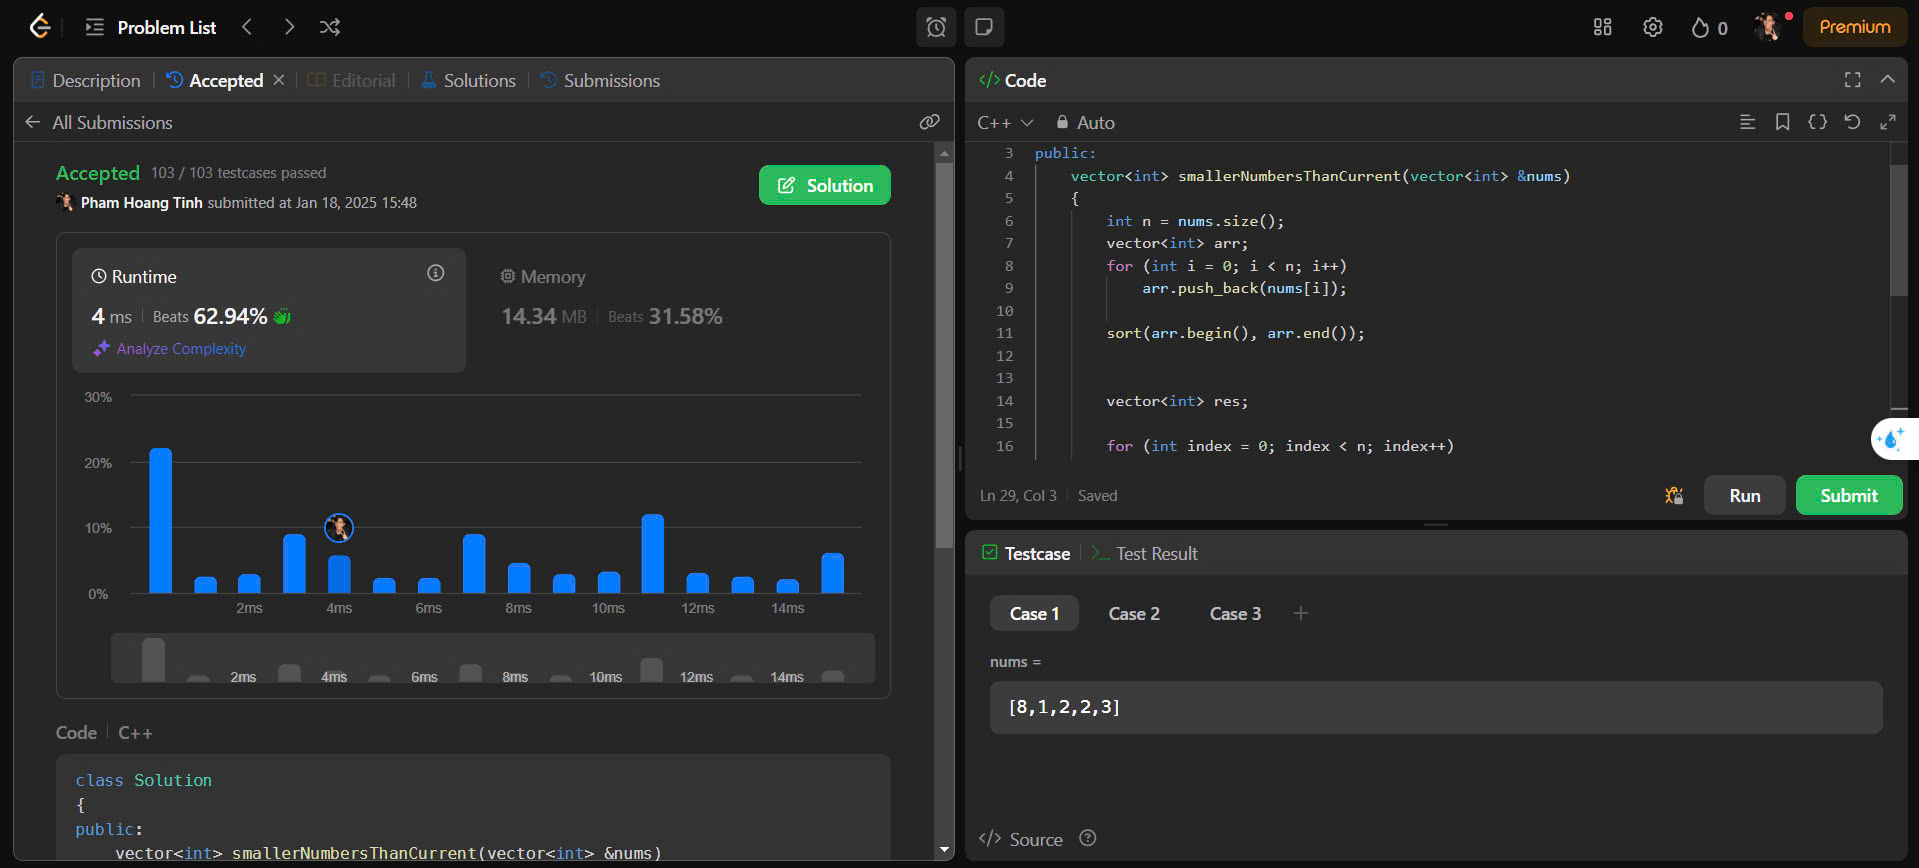 Problem List
0
Premium
Description
Accepted
Editorial
Solutions
Submissions
All Submissions
Accepted 103 / 103 testcases passed
Pham Hoang Tinh submitted at Jan 18, 2025 15:48
Solution
Runtime
4 ms Beats 62.94%
Analyze Complexity
Memory
14.34 MB Beats 31.58%
30%
20%
10%
0%
2ms 4ms 6ms 8ms 10ms 12ms 14ms
2ms 4ms 6ms 8ms 10ms 12ms 14ms
Code C++
class Solution
{
public:
vector<int> smallerNumbersThanCurrent(vector<int> &nums)
</> Code
C++ Auto
3 public:
4 vector<int> smallerNumbersThanCurrent(vector<int> &nums)
5 {
6 int n = nums.size();
7 vector<int> arr;
8 for (int i = 0; i < n; i++)
9 arr.push_back(nums[i]);
10
11 sort(arr.begin(), arr.end());
12
13
14 vector<int> res;
15
16 for (int index = 0; index < n; index++)
Ln 29, Col 3 Saved
Run
Submit
Testcase
>_ Test Result
Case 1 Case 2 Case 3 +
nums =
[8,1,2,2,3]
</> Source